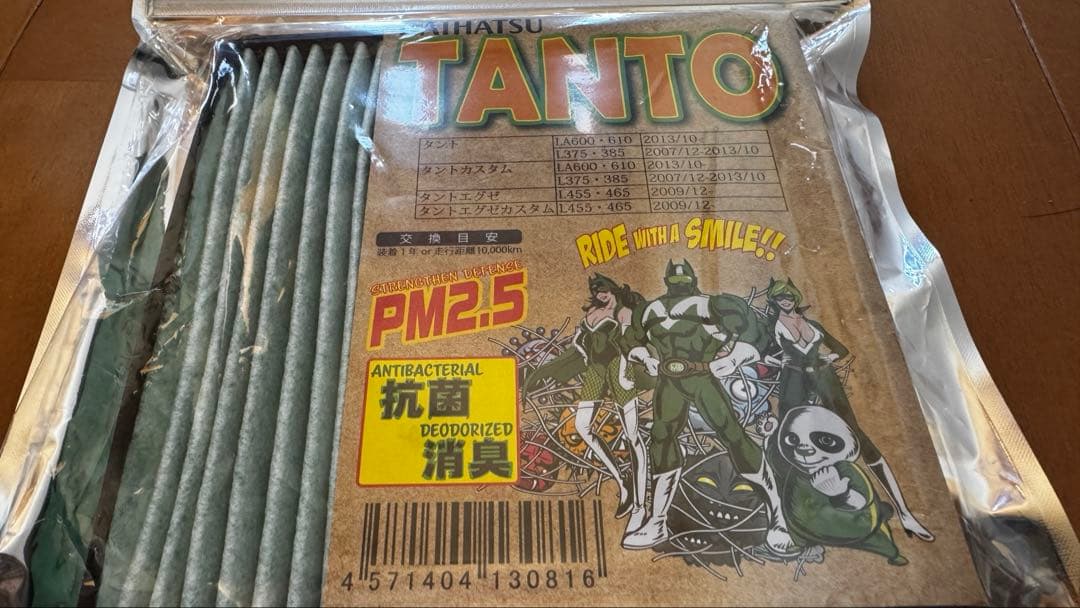 DAIHATSU
TANTO
タント LA600・610 2013/10-
L375・385 2007/12-2013/10
タントカスタム LA600・610 2013/10-
L375・385 2007/12-2013/10
タントエグゼ L455・465 2009/12-
タントエグゼカスタム L455・465 2009/12-
交換目安
装着1年 or 走行距離10,000km
RIDE WITH A SMILE!!
STRENGTHEN DEFENSE
PM2.5
ANTIBACTERIAL
抗菌
DEODORIZED
消臭
4 571404 130816